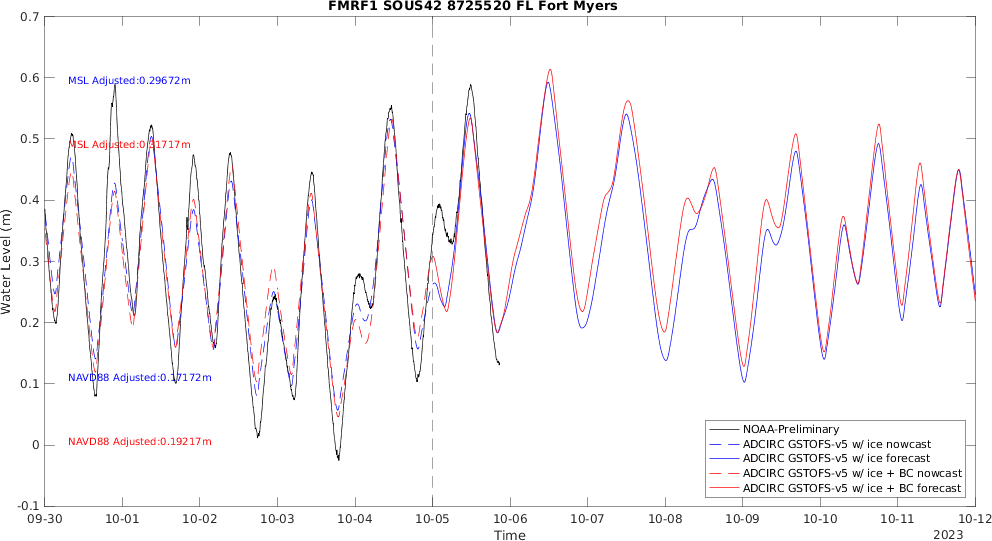 FMRF1 SOUS42 8725520 FL Fort Myers
0.7
0.6
0.5
0.4
0.3
0.2
0.1
0
-0.1
Water Level (m)
MSL Adjusted:0.29672m
MSL Adjusted:0.31717m
NAVD88 Adjusted:0.17172m
NAVD88 Adjusted:0.19217m
NOAA-Preliminary
ADCIRC GSTOFS-v5 w/ ice nowcast
ADCIRC GSTOFS-v5 w/ ice forecast
ADCIRC GSTOFS-v5 w/ ice + BC nowcast
ADCIRC GSTOFS-v5 w/ ice + BC forecast
09-30 10-01 10-02 10-03 10-04 10-05 10-06 10-07 10-08 10-09 10-10 10-11 10-12
Time
2023